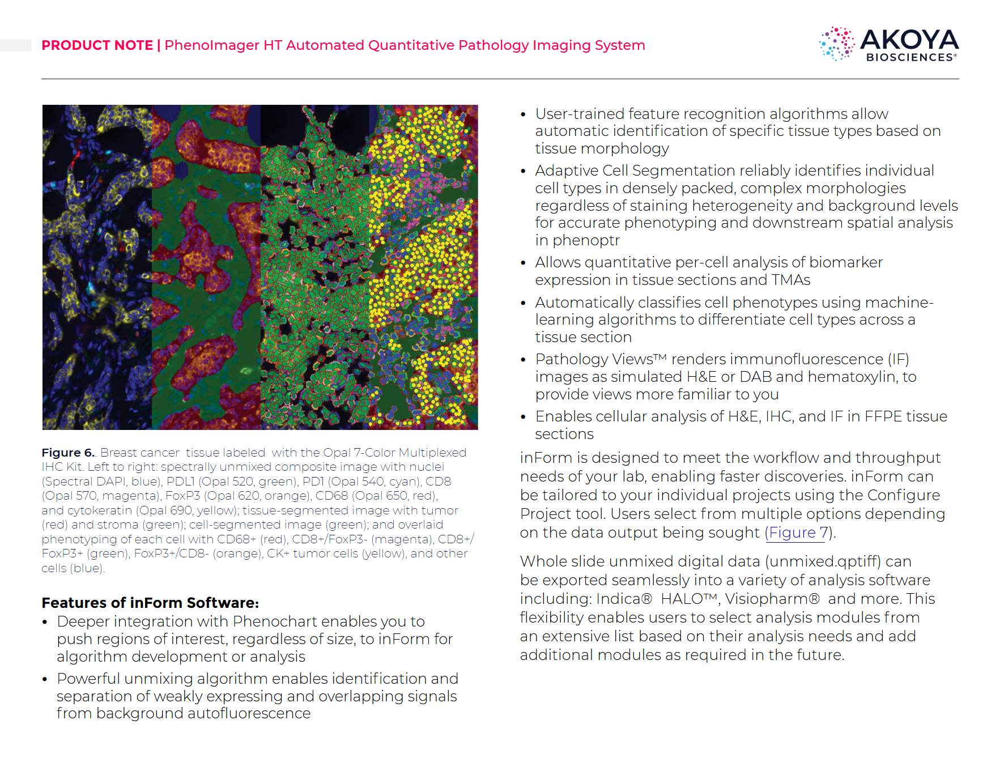 PRODUCT NOTE | PhenoImager HT Automated Quantitative Pathology Imaging System
AKOYA
BIOSCIENCES®
Figure 6.. Breast cancer tissue labeled with the Opal 7-Color Multiplexed
IHC Kit. Left to right: spectrally unmixed composite image with nuclei
(Spectral DAPI, blue), PDL1 (Opal 520, green), PD1 (Opal 540, cyan), CD8
(Opal 570, magenta), FoxP3 (Opal 620, orange), CD68 (Opal 650, red),
and cytokeratin (Opal 690, yellow); tissue-segmented image with tumor
(red) and stroma (green); cell-segmented image (green); and overlaid
phenotyping of each cell with CD68+ (red), CD8+/FoxP3- (magenta), CD8+/
FoxP3+ (green), FoxP3+/CD8- (orange), CK+ tumor cells (yellow), and other
cells (blue).
Features of inForm Software:
• Deeper integration with Phenochart enables you to
push regions of interest, regardless of size, to inForm for
algorithm development or analysis
• Powerful unmixing algorithm enables identification and
separation of weakly expressing and overlapping signals
from background autofluorescence
• User-trained feature recognition algorithms allow
automatic identification of specific tissue types based on
tissue morphology
• Adaptive Cell Segmentation reliably identifies individual
cell types in densely packed, complex morphologies
regardless of staining heterogeneity and background levels
for accurate phenotyping and downstream spatial analysis
in phenoptr
• Allows quantitative per-cell analysis of biomarker
expression in tissue sections and TMAs
• Automatically classifies cell phenotypes using machine-
learning algorithms to differentiate cell types across a
tissue section
• Pathology Views™ renders immunofluorescence (IF)
images as simulated H&E or DAB and hematoxylin, to
provide views more familiar to you
• Enables cellular analysis of H&E, IHC, and IF in FFPE tissue
sections
inForm is designed to meet the workflow and throughput
needs of your lab, enabling faster discoveries. inForm can
be tailored to your individual projects using the Configure
Project tool. Users select from multiple options depending
on the data output being sought (Figure 7).
Whole slide unmixed digital data (unmixed.qptiff) can
be exported seamlessly into a variety of analysis software
including: Indica® HALO™, Visiopharm® and more. This
flexibility enables users to select analysis modules from
an extensive list based on their analysis needs and add
additional modules as required in the future.